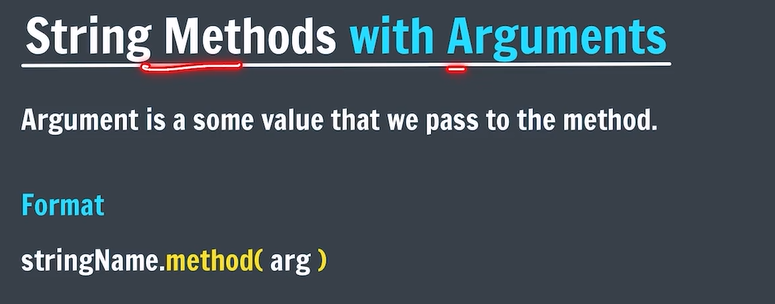 String Methods with Arguments
Argument is a some value that we pass to the method.
Format
stringName.method( arg )